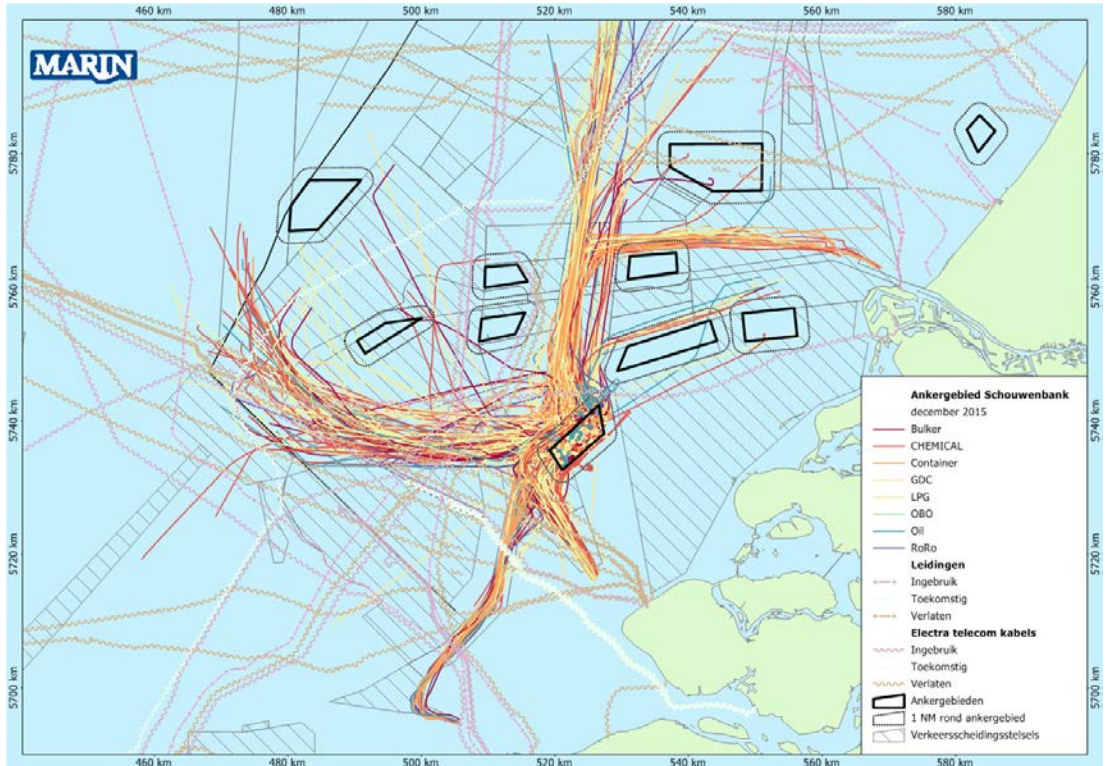 460 km 480 km 500 km 520 km 540 km 560 km 580 km
MARIN
5780 km 5780 km
5760 km 5760 km
5740 km 5740 km
5720 km 5720 km
5700 km 5700 km
Ankergebied Schouwenbank
december 2015
Bulker
CHEMICAL
Container
GDC
LPG
OBO
Oil
RoRo
Leidingen
Ingebruik
Toekomstig
Verlaten
Electra telecom kabels
Ingebruik
Toekomstig
Verlaten
Ankergebieden
1 NM rond ankergebied
Verkeersscheidingsstelsels
460 km 480 km 500 km 520 km 540 km 560 km 580 km